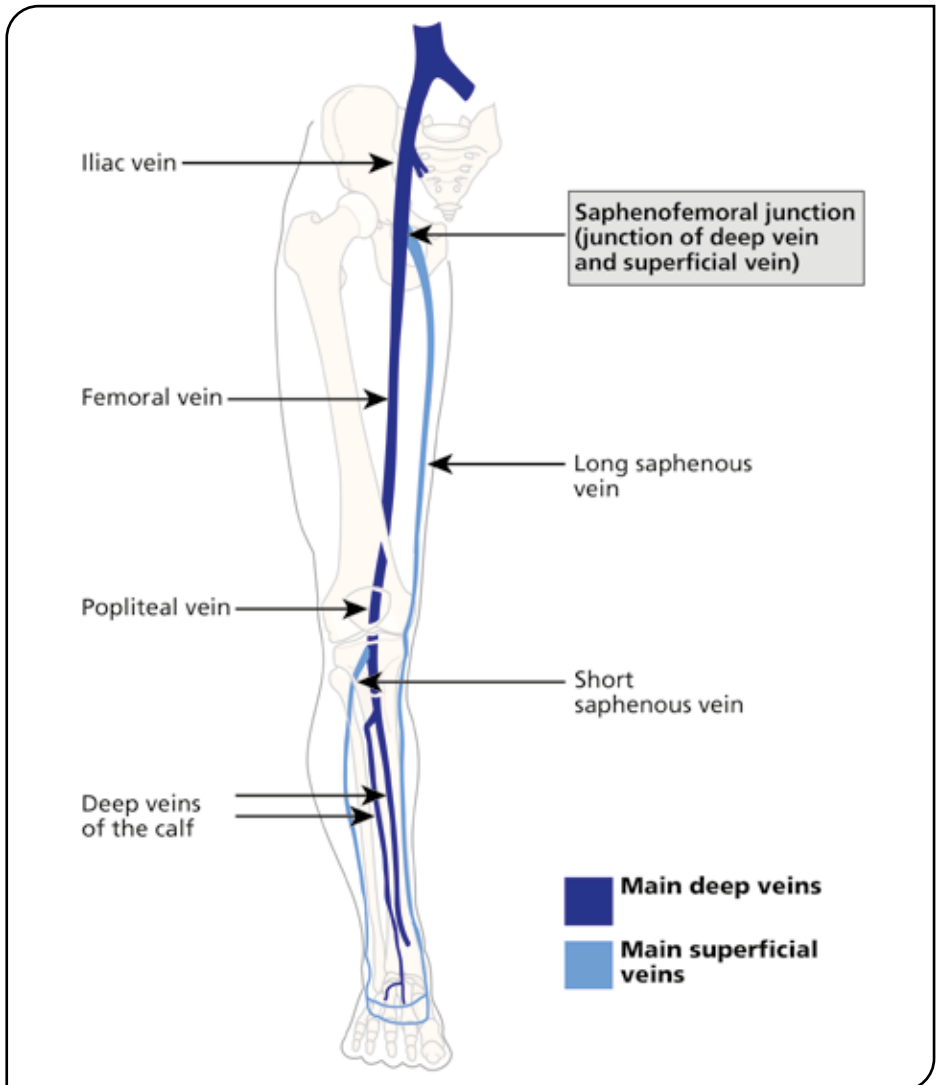 Iliac vein
Saphenofemoral junction
(junction of deep vein
and superficial vein)
Femoral vein
Long saphenous
vein
Popliteal vein
Short
saphenous vein
Deep veins
of the calf
Main deep veins
Main superficial
veins